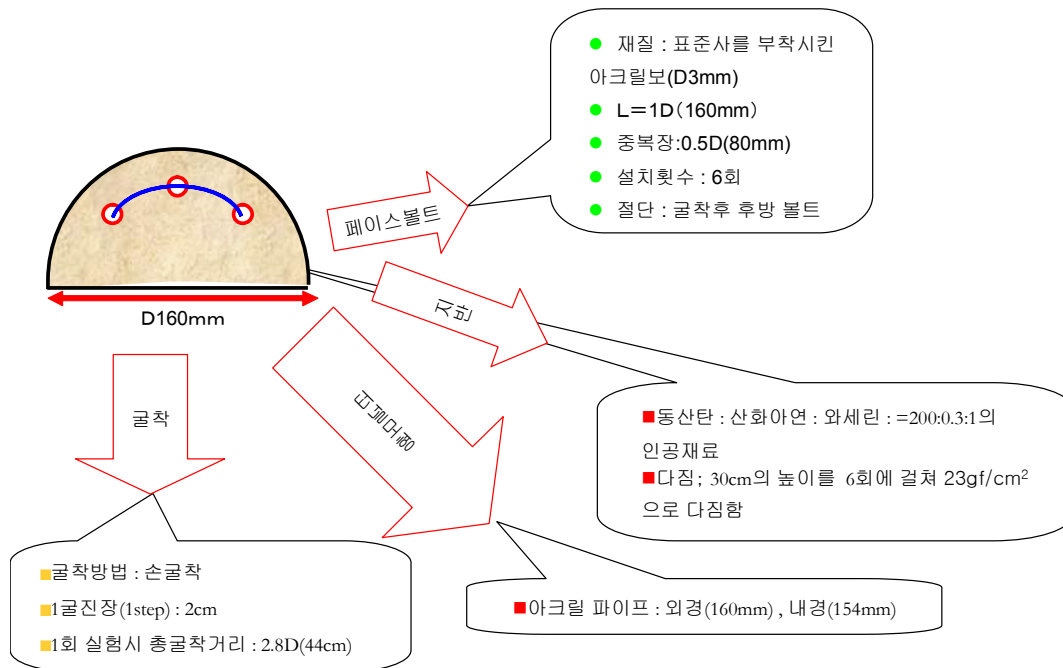 재질 : 표준사를 부착시킨
아크릴보(D3mm)
L=1D(160mm)
중복장:0.5D(80mm)
설치횟수 : 6회
절단 : 굴착후 후방 볼트
페이스볼트
지반
D160mm
굴착
터널모형
동산탄 : 산화아연 : 와세린 : =200:0.3:1의
인공재료
다짐; 30cm의 높이를 6회에 걸쳐 23gf/cm²
으로 다짐함
굴착방법 : 손굴착
1굴진장(1step) : 2cm
1회 실험시 총굴착거리 : 2.8D(44cm)
아크릴 파이프 : 외경(160mm) , 내경(154mm)